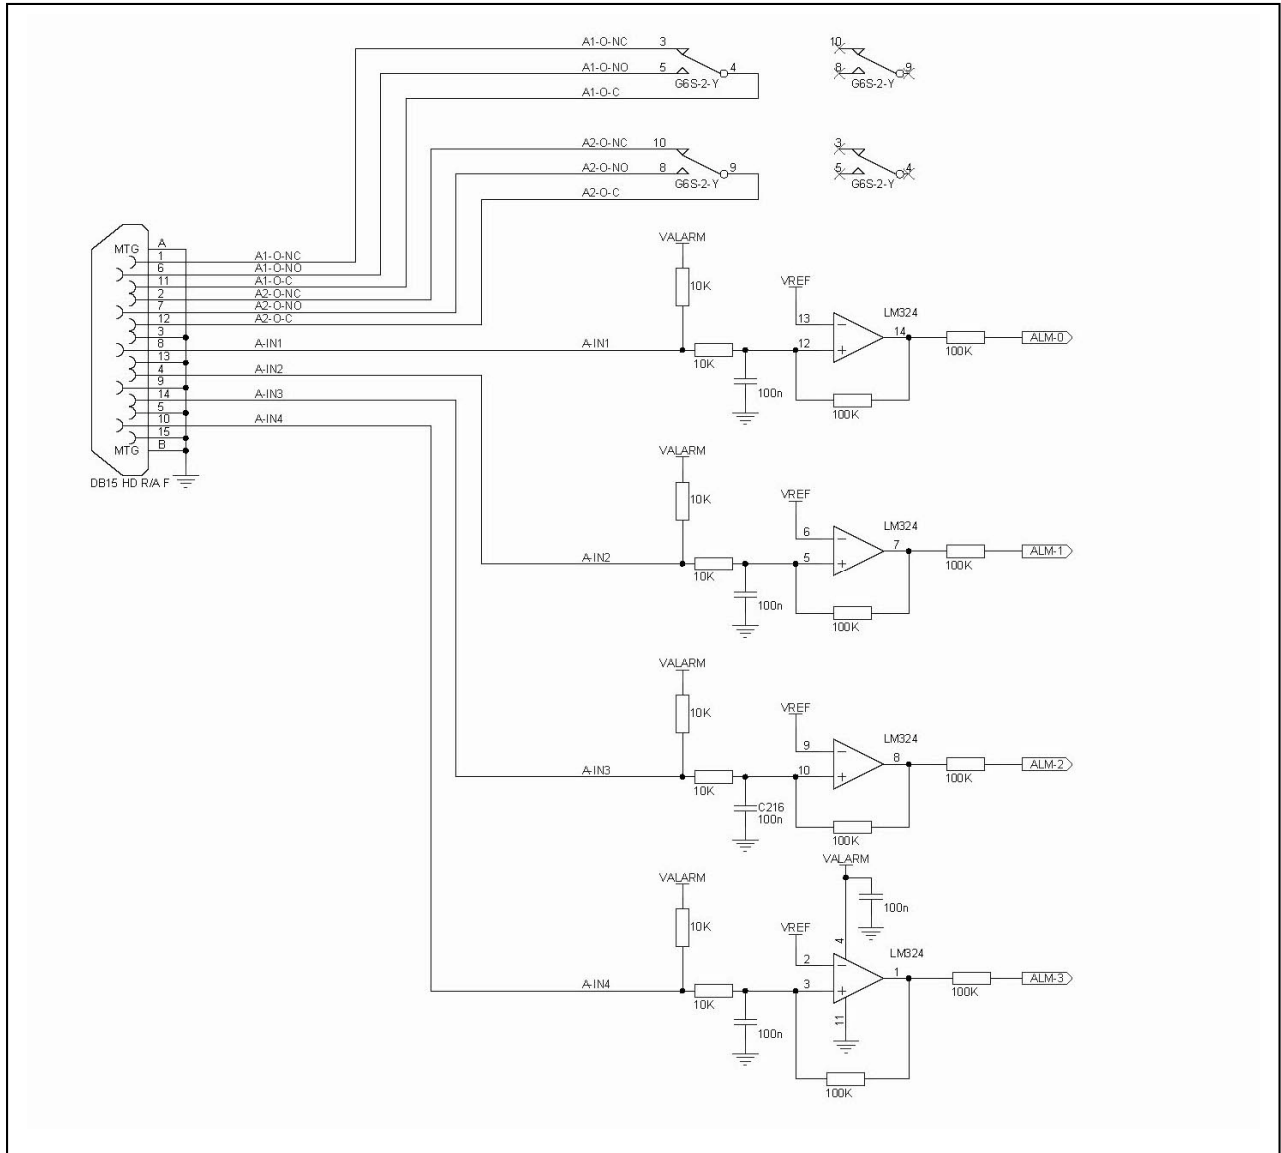 A1-O-NC 3
A1-O-NO 5 4
G6S-2-Y
A1-O-C
10
8 9
G6S-2-Y
A2-O-NC 10
A2-O-NO 8 9
G6S-2-Y
A2-O-C
3
5 4
G6S-2-Y
MTG A
1 A1-O-NC
6 A1-O-NO
11 A1-O-C
2 A2-O-NC
7 A2-O-NO
12 A2-O-C
3
8 A-IN1
13
4 A-IN2
9
14 A-IN3
5
10 A-IN4
15
MTG B
DB15 HD R/A F
VALARM
10K
VREF
LM324
13 −
14
A-IN1
12 +
10K
100K
ALM-0
100n
100K
VALARM
10K
VREF
LM324
6 −
7
A-IN2
5 +
10K
100K
ALM-1
100n
100K
VALARM
10K
VREF
LM324
9 −
8
A-IN3
10 +
10K
100K
ALM-2
C216
100n
100K
VALARM
100n
VALARM
10K
VREF
4
LM324
2 −
1
A-IN4
3 +
10K
100K
ALM-3
11
100n
100K